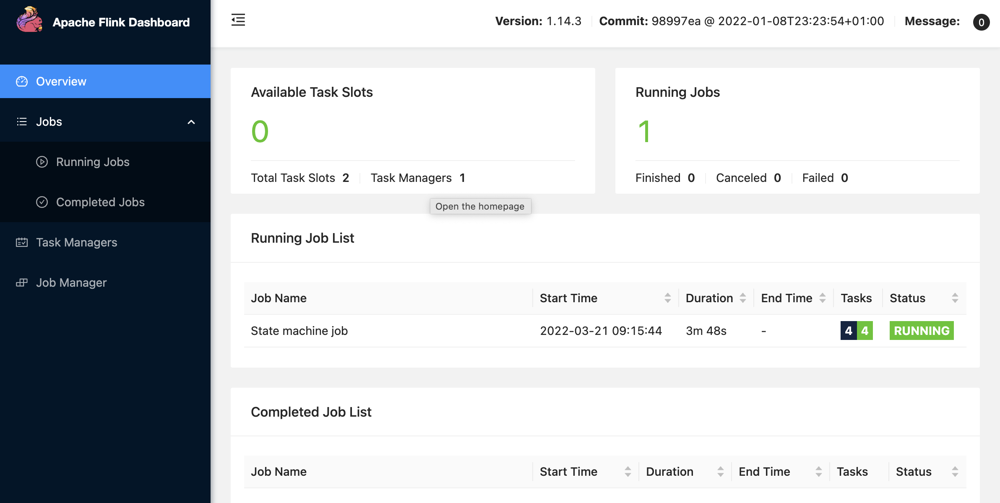 Apache Flink Dashboard
Version: 1.14.3 Commit: 98997ea @ 2022-01-08T23:23:54+01:00 Message: 0
Overview
Jobs
Running Jobs
Completed Jobs
Task Managers
Job Manager
Available Task Slots
0
Total Task Slots 2 Task Managers 1
Running Jobs
1
Finished 0 Canceled 0 Failed 0
Open the homepage
Running Job List
Job Name Start Time Duration End Time Tasks Status
State machine job 2022-03-21 09:15:44 3m 48s - 4 4 RUNNING
Completed Job List
Job Name Start Time Duration End Time Tasks Status